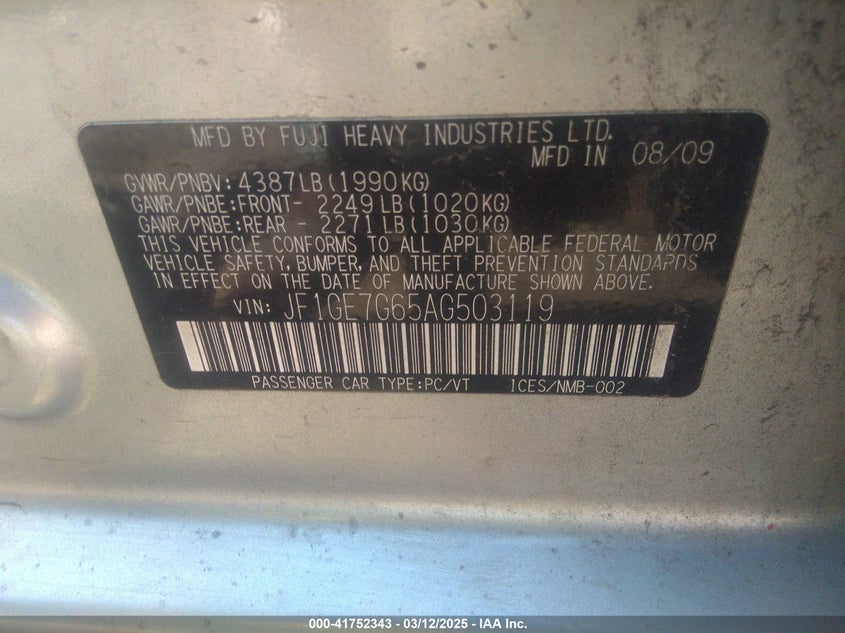 MFD BY FUJI HEAVY INDUSTRIES LTD.
MFD IN 08/09
GVWR/PNBV: 4387LB(1990KG)
GAWR/PNBE:FRONT- 2249LB(1020KG)
GAWR/PNBE:REAR - 2271LB(1030KG)
THIS VEHICLE CONFORMS TO ALL APPLICABLE FEDERAL MOTOR
VEHICLE SAFETY, BUMPER, AND THEFT PREVENTION STANDARDS
IN EFFECT ON THE DATE OF MANUFACTURE SHOWN ABOVE.
VIN: JF1GE7G65AG503119
PASSENGER CAR TYPE:PC/VT ICES/NMB-002
000-41752343 - 03/12/2025 - IAA Inc.